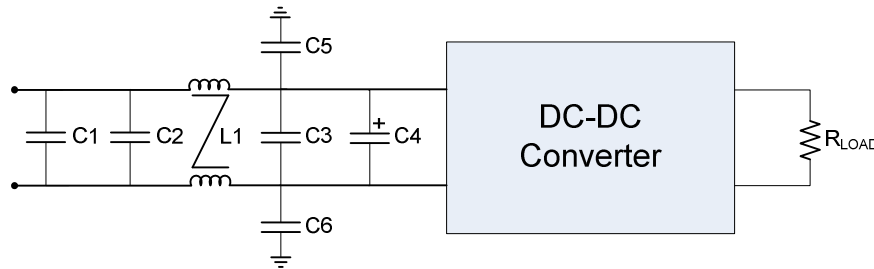 C5
C1
C2
L1
C3
+
C4
DC-DC
Converter
RLOAD
C6